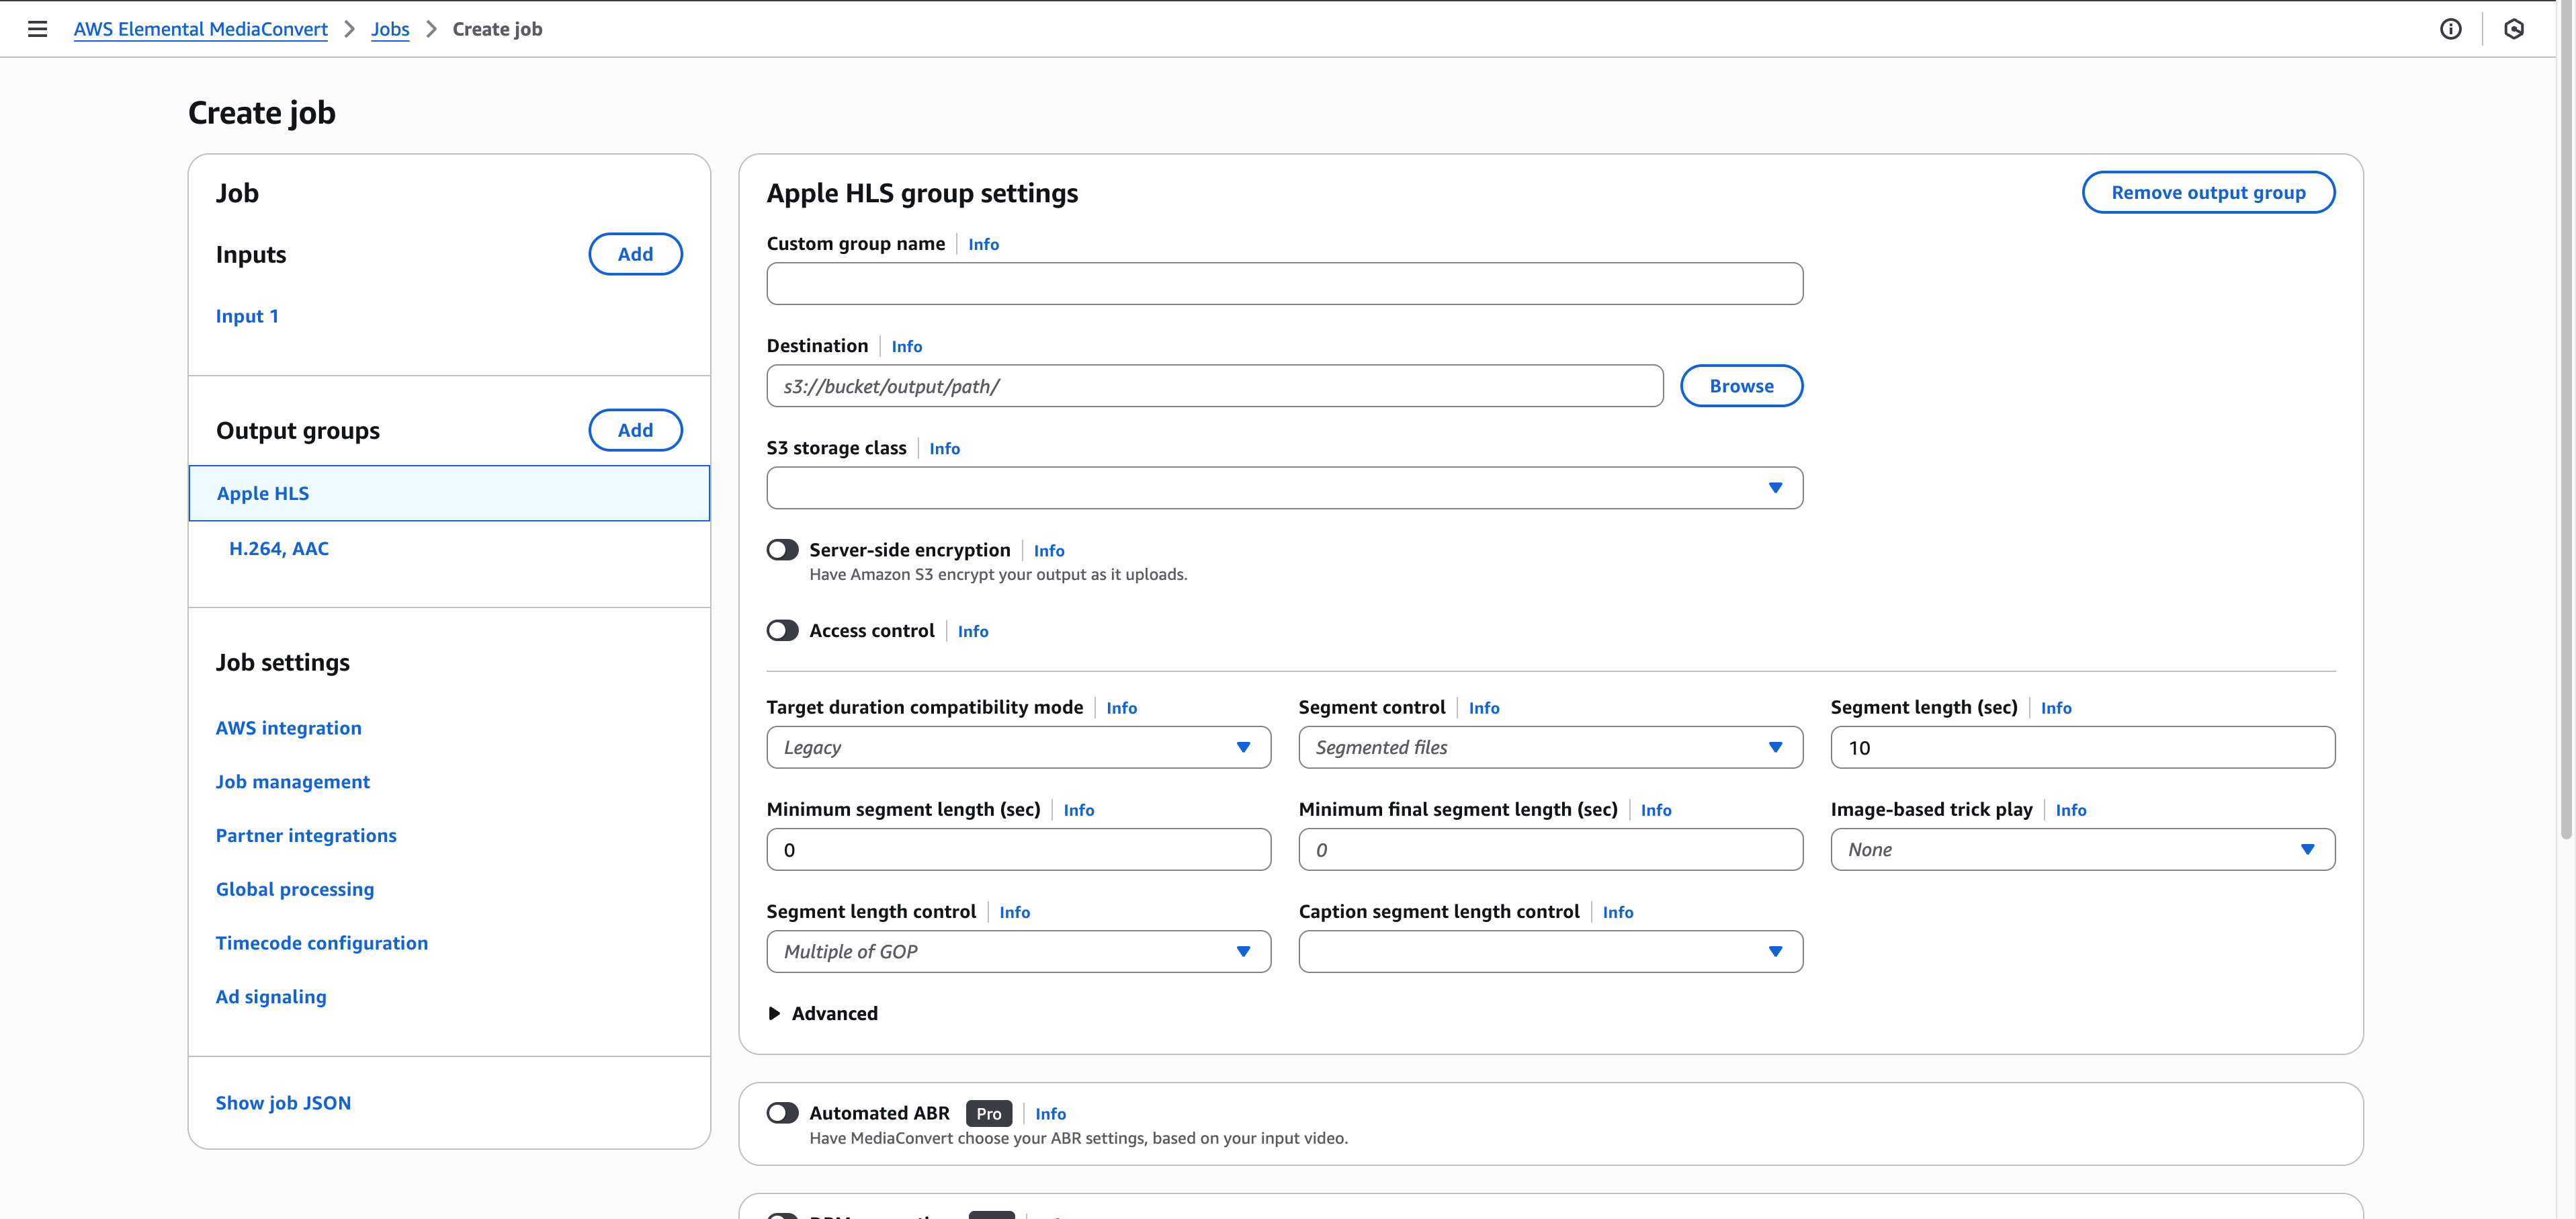 AWS Elemental MediaConvert > Jobs > Create job
Create job
Job
Inputs
Add
Input 1
Output groups
Add
Apple HLS
H.264, AAC
Job settings
AWS integration
Job management
Partner integrations
Global processing
Timecode configuration
Ad signaling
Show job JSON
Apple HLS group settings
Remove output group
Custom group name | Info
Destination | Info
s3://bucket/output/path/
Browse
S3 storage class | Info
Server-side encryption | Info
Have Amazon S3 encrypt your output as it uploads.
Access control | Info
Target duration compatibility mode | Info
Legacy
Segment control | Info
Segmented files
Segment length (sec) | Info
10
Minimum segment length (sec) | Info
0
Minimum final segment length (sec) | Info
0
Image-based trick play | Info
None
Segment length control | Info
Multiple of GOP
Caption segment length control | Info
Advanced
Automated ABR Pro | Info
Have MediaConvert choose your ABR settings, based on your input video.